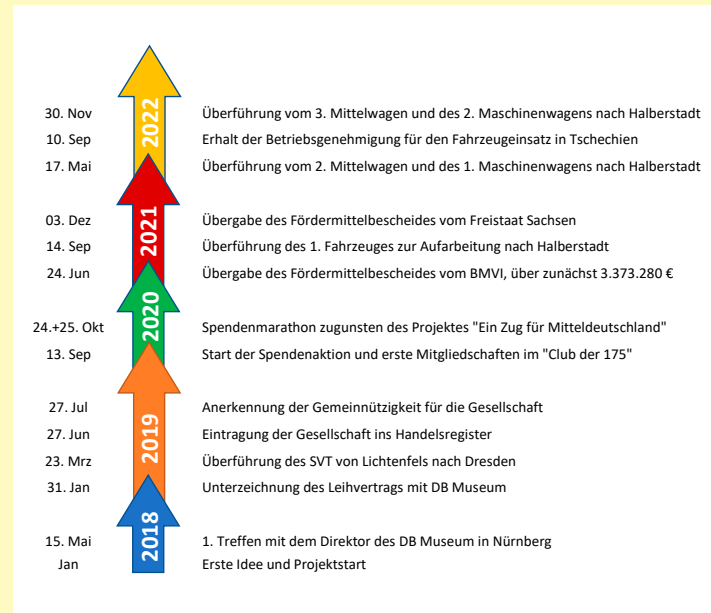 2022
30. Nov Überführung vom 3. Mittelwagen und des 2. Maschinenwagens nach Halberstadt
10. Sep Erhalt der Betriebsgenehmigung für den Fahrzeugeinsatz in Tschechien
17. Mai Überführung vom 2. Mittelwagen und des 1. Maschinenwagens nach Halberstadt
2021
03. Dez Übergabe des Fördermittelbescheides vom Freistaat Sachsen
14. Sep Überführung des 1. Fahrzeuges zur Aufarbeitung nach Halberstadt
24. Jun Übergabe des Fördermittelbescheides vom BMVI, über zunächst 3.373.280 €
2020
24.+25. Okt Spendenmarathon zugunsten des Projektes "Ein Zug für Mitteldeutschland"
13. Sep Start der Spendenaktion und erste Mitgliedschaften im "Club der 175"
2019
27. Jul Anerkennung der Gemeinnützigkeit für die Gesellschaft
27. Jun Eintragung der Gesellschaft ins Handelsregister
23. Mrz Überführung des SVT von Lichtenfels nach Dresden
31. Jan Unterzeichnung des Leihvertrags mit DB Museum
2018
15. Mai 1. Treffen mit dem Direktor des DB Museum in Nürnberg
Jan Erste Idee und Projektstart